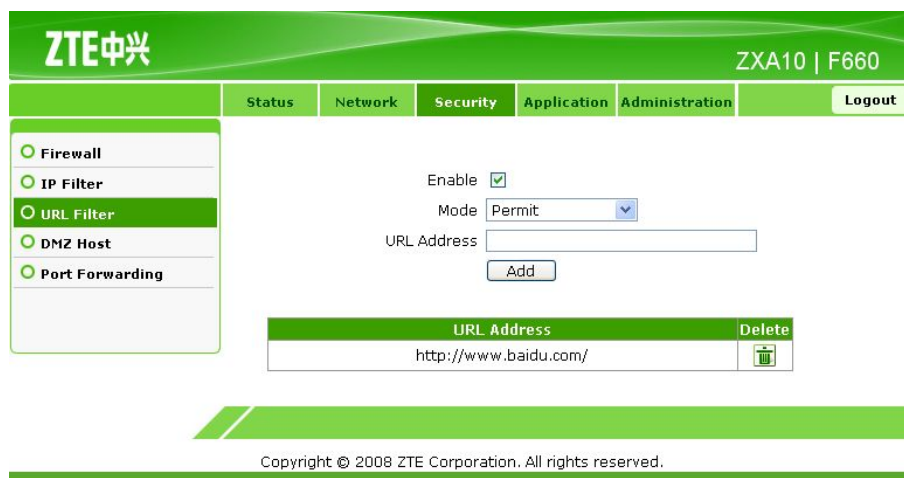 ZTE中兴
ZXA10 | F660
Status Network Security Application Administration Logout
Firewall
IP Filter
URL Filter
DMZ Host
Port Forwarding
Enable
Mode Permit
URL Address
Add
URL Address Delete
http://www.baidu.com/
Copyright © 2008 ZTE Corporation. All rights reserved.